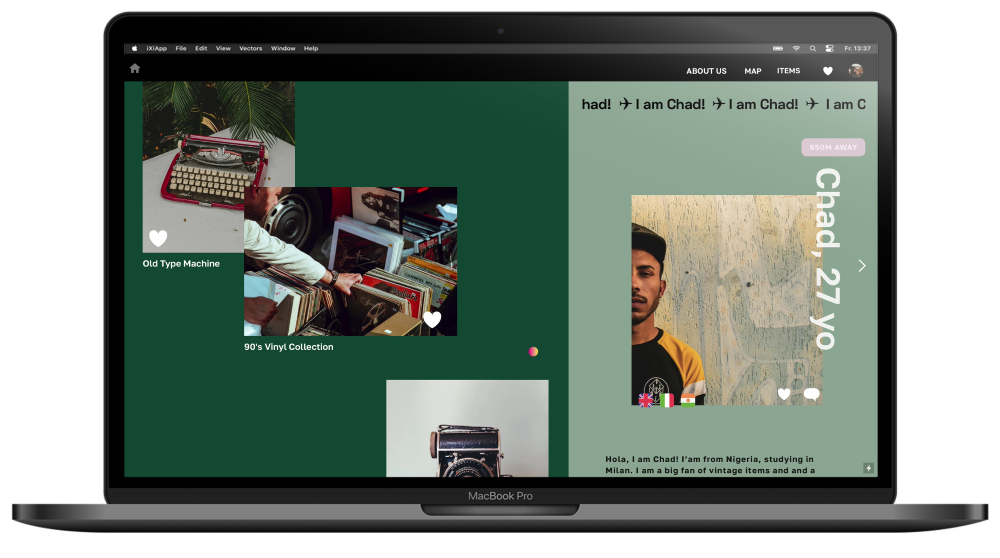 iXiApp File Edit View Vectors Window Help
Fr. 13:37
ABOUT US MAP ITEMS
had! ✈ I am Chad! ✈ I am Chad! ✈ I am C
650M AWAY
Chad, 27 yo
Old Type Machine
90's Vinyl Collection
Hola, I am Chad! I'am from Nigeria, studying in
Milan. I am a big fan of vintage items and and a
MacBook Pro